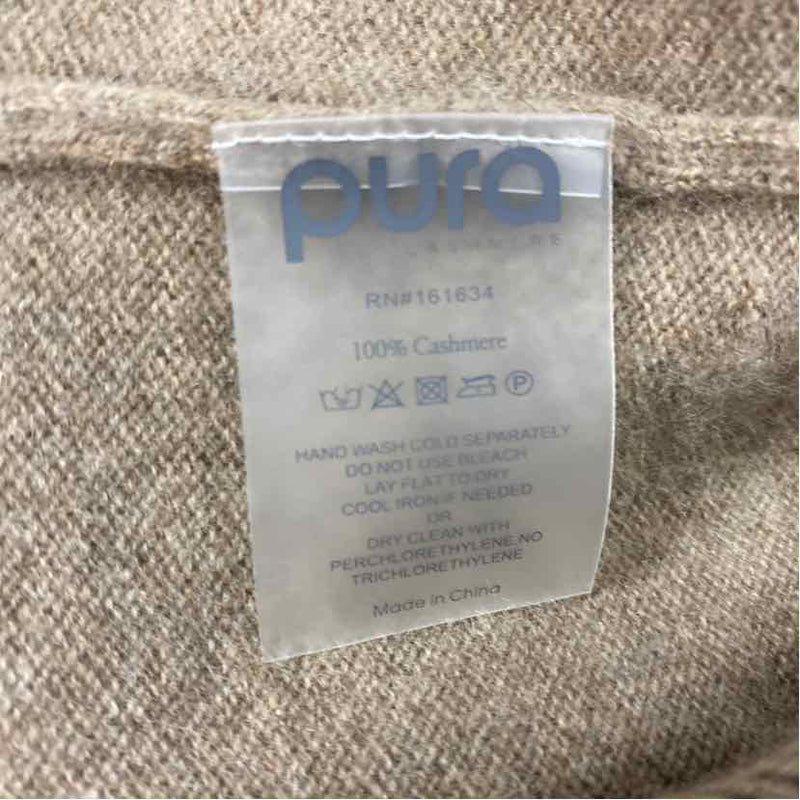 pura
CASHMERE
RN#161634
100% Cashmere
P
HAND WASH COLD SEPARATELY
DO NOT USE BLEACH
LAY FLAT TO DRY
COOL IRON IF NEEDED
OR
DRY CLEAN WITH
PERCHLORETHYLENE.NO
TRICHLORETHYLENE
Made in China